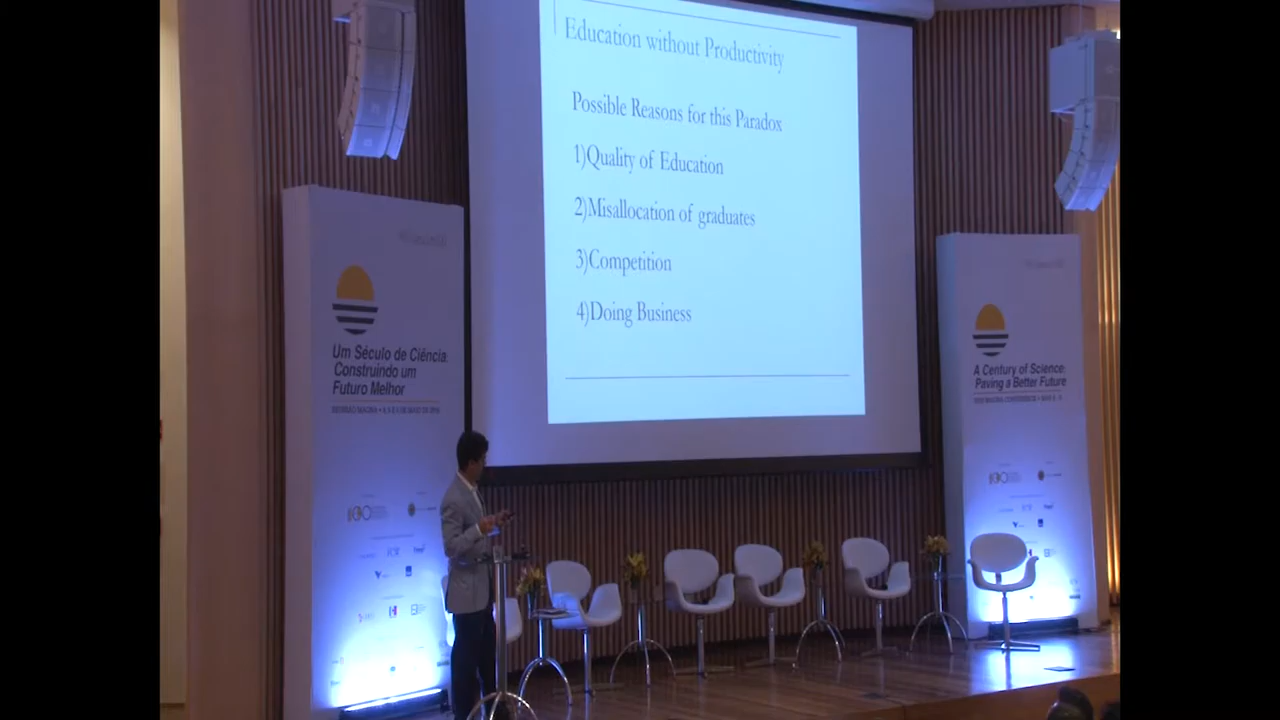 Education without Productivity
Possible Reasons for this Paradox
1)Quality of Education
2)Misallocation of graduates
3)Competition
4)Doing Business
Um Século de Ciência:
Construindo um
Futuro Melhor
A Century of Science:
Paving a Better Future